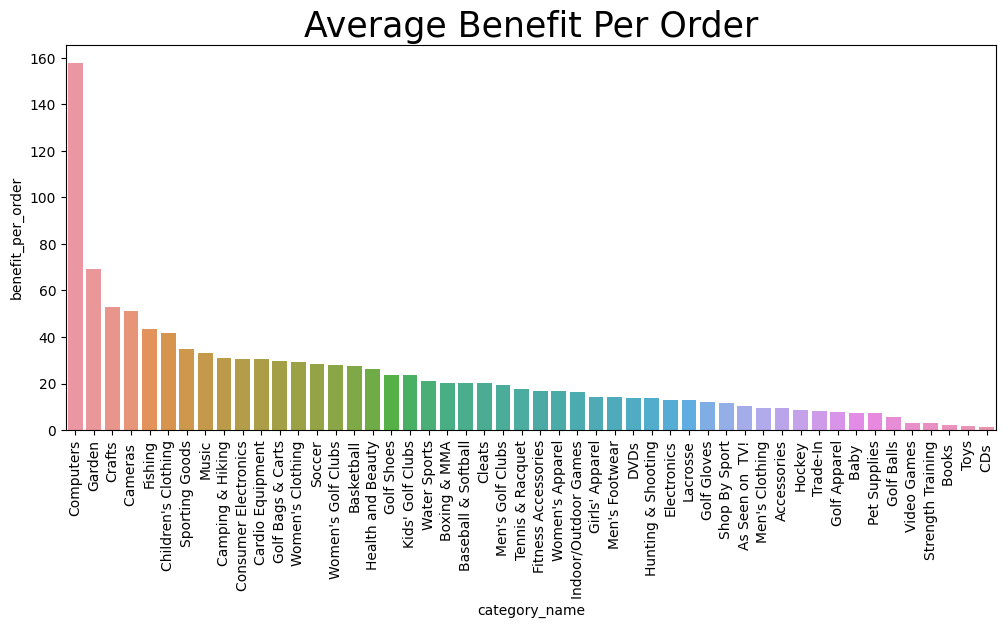 Average Benefit Per Order
benefit_per_order
160
140
120
100
80
60
40
20
0
Computers
Garden
Crafts
Cameras
Fishing
Children's Clothing
Sporting Goods
Music
Camping & Hiking
Consumer Electronics
Cardio Equipment
Golf Bags & Carts
Women's Clothing
Soccer
Women's Golf Clubs
Basketball
Health and Beauty
Golf Shoes
Kids' Golf Clubs
Water Sports
Boxing & MMA
Baseball & Softball
Cleats
Men's Golf Clubs
Tennis & Racquet
Fitness Accessories
Women's Apparel
Indoor/Outdoor Games
Girls' Apparel
Men's Footwear
DVDs
Hunting & Shooting
Electronics
Lacrosse
Golf Gloves
Shop By Sport
As Seen on TV!
Men's Clothing
Accessories
Hockey
Trade-In
Golf Apparel
Baby
Pet Supplies
Golf Balls
Video Games
Strength Training
Books
Toys
CDs
category_name